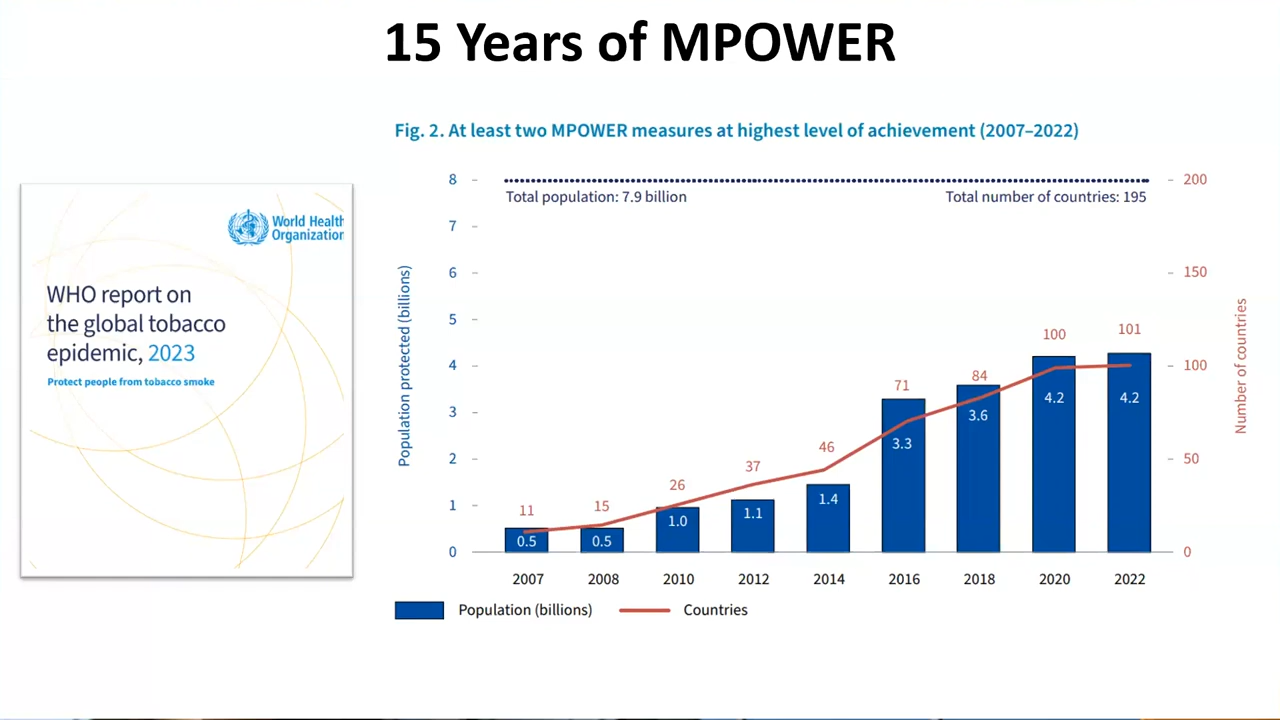 15 Years of MPOWER
World Health
Organization
WHO report on
the global tobacco
epidemic, 2023
Protect people from tobacco smoke
Fig. 2. At least two MPOWER measures at highest level of achievement (2007–2022)
Total population: 7.9 billion
Total number of countries: 195
Population protected (billions)
8
7
6
5
4
3
2
1
0
11
15
26
37
46
71
84
100
101
0.5
0.5
1.0
1.1
1.4
3.3
3.6
4.2
4.2
200
150
100
50
0
Number of countries
2007 2008 2010 2012 2014 2016 2018 2020 2022
Population (billions) Countries